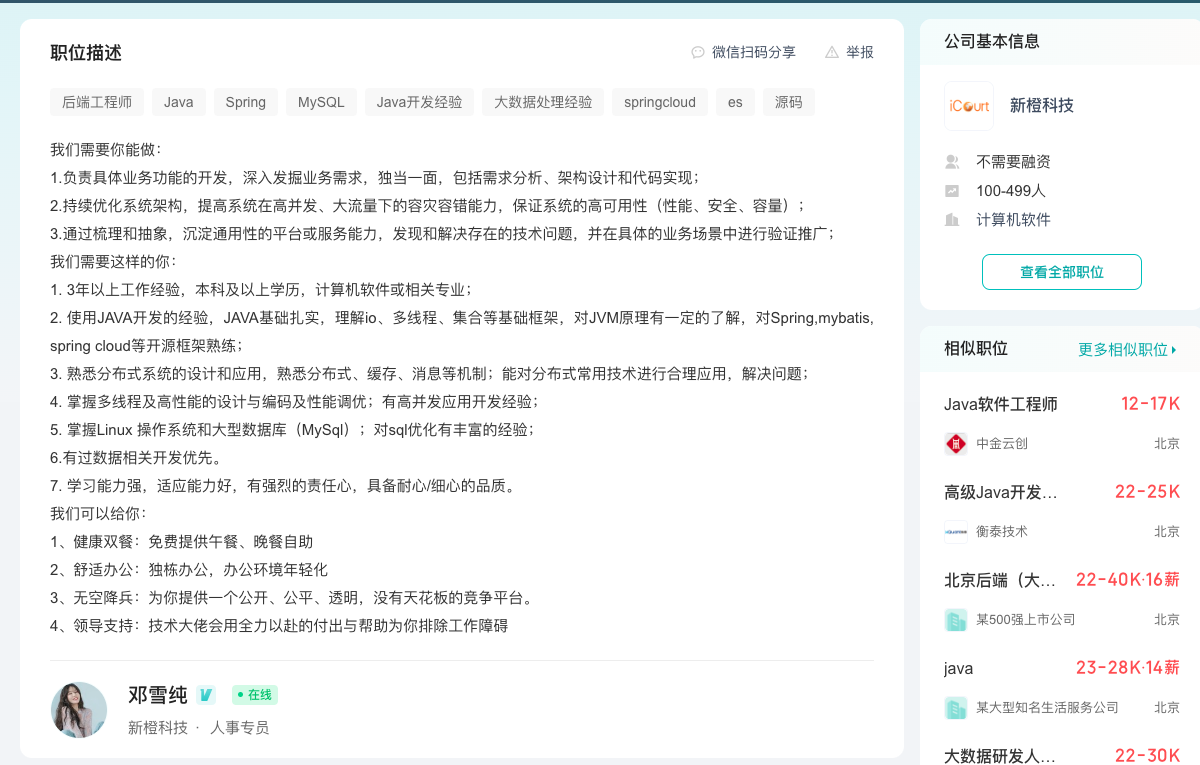 职位描述
微信扫码分享
举报
后端工程师 Java Spring MySQL Java开发经验 大数据处理经验 springcloud es 源码
我们需要你能做：
1.负责具体业务功能的开发，深入发掘业务需求，独当一面，包括需求分析、架构设计和代码实现；
2.持续优化系统架构，提高系统在高并发、大流量下的容灾容错能力，保证系统的高可用性（性能、安全、容量）；
3.通过梳理和抽象，沉淀通用性的平台或服务能力，发现和解决存在的技术问题，并在具体的业务场景中进行验证推广；
我们需要这样的你：
1. 3年以上工作经验，本科及以上学历，计算机软件或相关专业；
2. 使用JAVA开发的经验，JAVA基础扎实，理解io、多线程、集合等基础框架，对JVM原理有一定的了解，对Spring,mybatis,
spring cloud等开源框架熟练；
3. 熟悉分布式系统的设计和应用，熟悉分布式、缓存、消息等机制；能对分布式常用技术进行合理应用，解决问题；
4. 掌握多线程及高性能的设计与编码及性能调优；有高并发应用开发经验；
5. 掌握Linux 操作系统和大型数据库（MySql）；对sql优化有丰富的经验；
6.有过数据相关开发优先。
7. 学习能力强，适应能力好，有强烈的责任心，具备耐心/细心的品质。
我们可以给你：
1、健康双餐：免费提供午餐、晚餐自助
2、舒适办公：独栋办公，办公环境年轻化
3、无空降兵：为你提供一个公开、公平、透明，没有天花板的竞争平台。
4、领导支持：技术大佬会用全力以赴的付出与帮助为你排除工作障碍
邓雪纯 在线
新橙科技 · 人事专员
公司基本信息
iCourt 新橙科技
不需要融资
100-499人
计算机软件
查看全部职位
相似职位 更多相似职位
Java软件工程师 12-17K
中金云创 北京
高级Java开发... 22-25K
衡泰技术 北京
北京后端（大... 22-40K·16薪
某500强上市公司 北京
java 23-28K·14薪
某大型知名生活服务公司 北京
大数据研发人... 22-30K